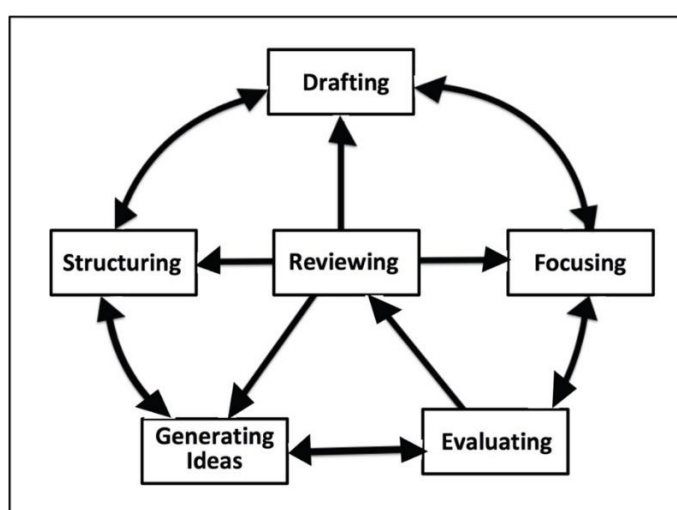 Drafting
Structuring
Reviewing
Focusing
Generating
Ideas
Evaluating